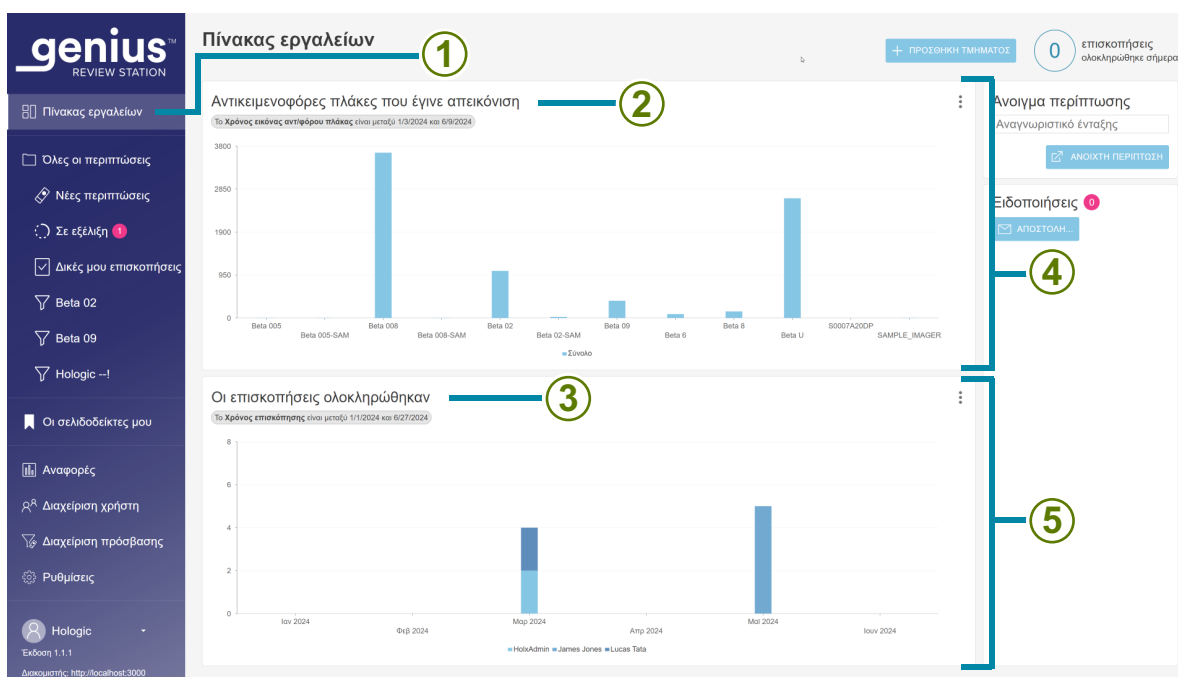 genius™
REVIEW STATION
Πίνακας εργαλείων
Όλες οι περιπτώσεις
Νέες περιπτώσεις
Σε εξέλιξη 1
Δικές μου επισκοπήσεις
Beta 02
Beta 09
Hologic --!
Οι σελιδοδείκτες μου
Αναφορές
Διαχείριση χρήστη
Διαχείριση πρόσβασης
Ρυθμίσεις
Hologic
Έκδοση 1.1.1
Διακομιστής: http://localhost:3000
Πίνακας εργαλείων
1
+ ΠΡΟΣΘΗΚΗ ΤΜΗΜΑΤΟΣ
0
επισκοπήσεις
ολοκληρώθηκε σήμερα
Αντικειμενοφόρες πλάκες που έγινε απεικόνιση
2
Το Χρόνος εικόνας αντ/φόρου πλάκας είναι μεταξύ 1/3/2024 και 6/9/2024
3800
2850
1900
950
0
Beta 005
Beta 005-SAM
Beta 008
Beta 008-SAM
Beta 02
Beta 02-SAM
Beta 09
Beta 6
Beta 8
Beta U
S0007A20DP
SAMPLE_IMAGER
Σύνολο
Άνοιγμα περίπτωσης
Αναγνωριστικό ένταξης
ΑΝΟΙΧΤΗ ΠΕΡΙΠΤΩΣΗ
Ειδοποιήσεις 0
ΑΠΟΣΤΟΛΗ...
4
Οι επισκοπήσεις ολοκληρώθηκαν
3
Το Χρόνος επισκόπησης είναι μεταξύ 1/1/2024 και 6/27/2024
8
6
4
2
0
Ιαν 2024
Φεβ 2024
Μαρ 2024
Απρ 2024
Μαΐ 2024
Ιουν 2024
HolxAdmin James Jones Lucas Tata
5